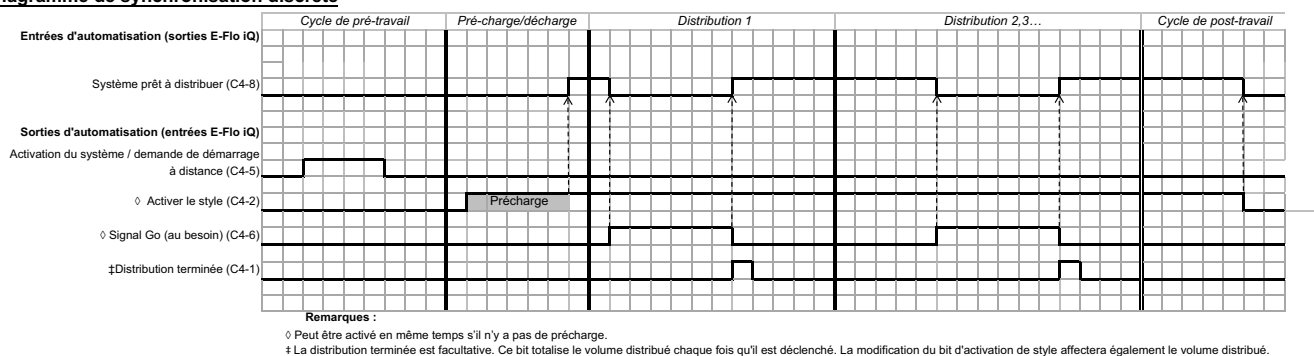 Diagramme de synchronisation discrets
Cycle de pré-travail
Pré-charge/décharge
Distribution 1
Distribution 2,3…
Cycle de post-travail
Entrées d'automatisation (sorties E-Flo iQ)
Système prêt à distribuer (C4-8)
Sorties d'automatisation (entrées E-Flo iQ)
Activation du système / demande de démarrage
à distance (C4-5)
◊ Activer le style (C4-2)
Précharge
◊ Signal Go (au besoin) (C4-6)
‡Distribution terminée (C4-1)
Remarques :
◊ Peut être activé en même temps s'il n'y a pas de précharge.
‡ La distribution terminée est facultative. Ce bit totalise le volume distribué chaque fois qu'il est déclenché. La modification du bit d'activation de style affectera également le volume distribué.